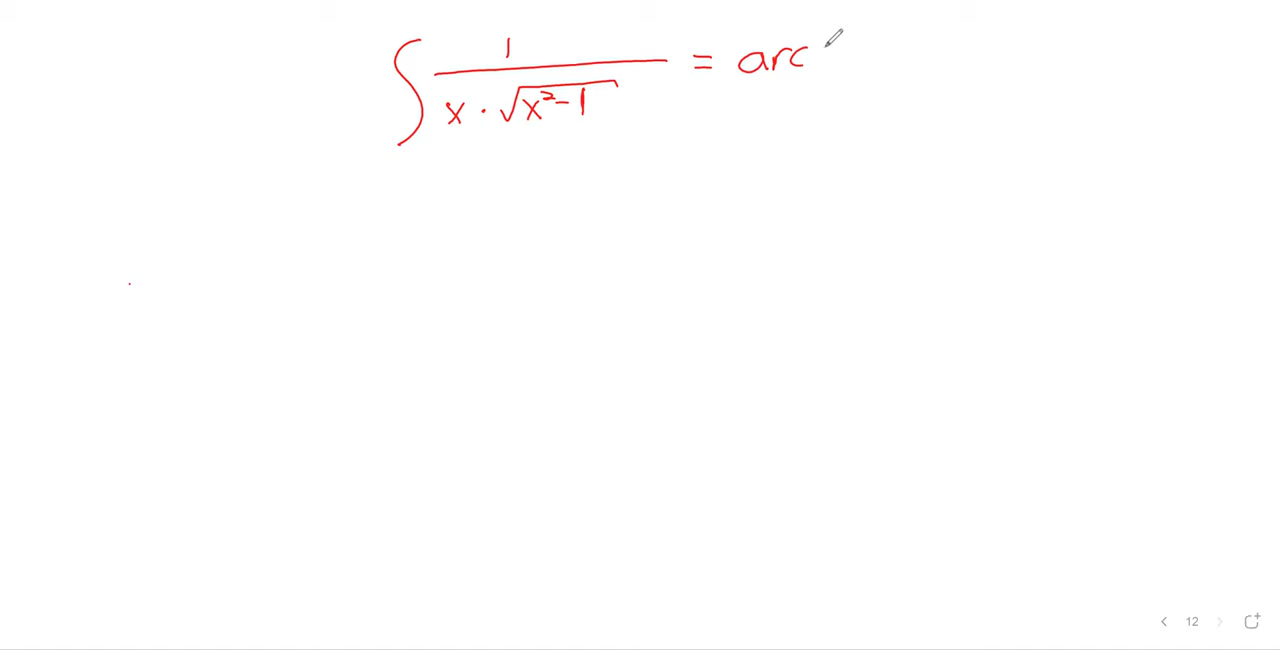 ∫ 1 / (x · √(x² - 1)) = arc
12